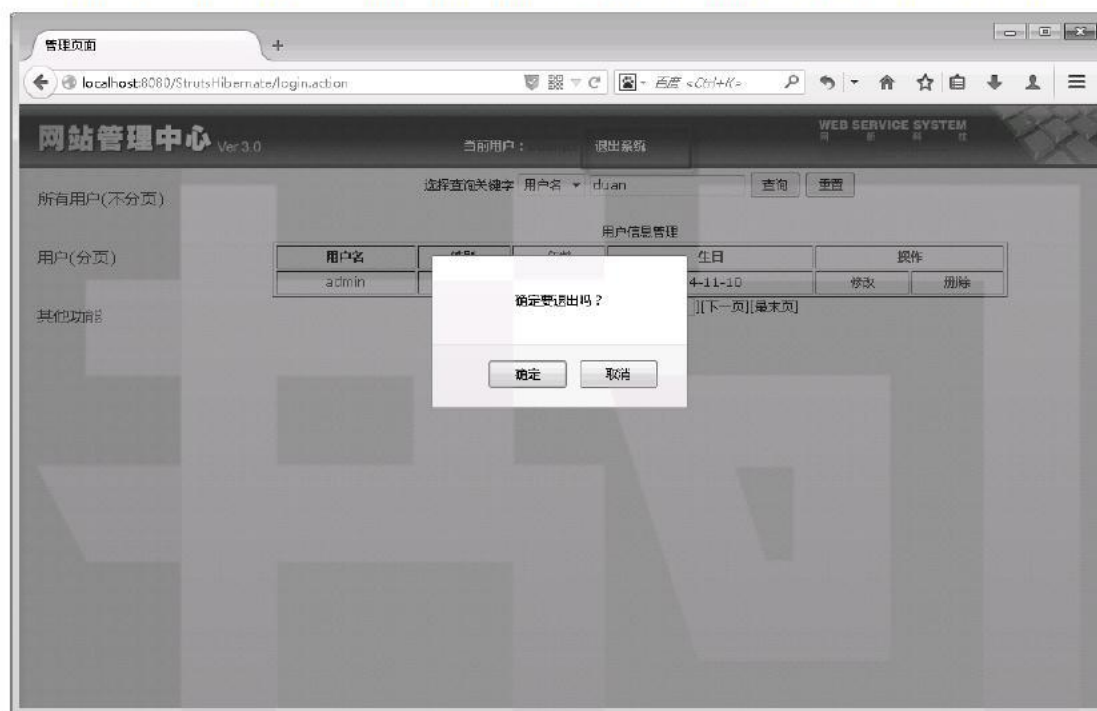 管理页面
localhost:8080/StrutsHibernate/login.action
百度 <Ctrl+K>
网站管理中心 Ver 3.0
当前用户： 退出系统
WEB SERVICE SYSTEM
所有用户(不分页)
选择查询关键字 用户名 duan 查询 重置
用户信息管理
用户(分页)
用户名 生日 操作
admin 4-11-10 修改 删除
][下一页][最末页]
其他功能
确定要退出吗？
确定 取消